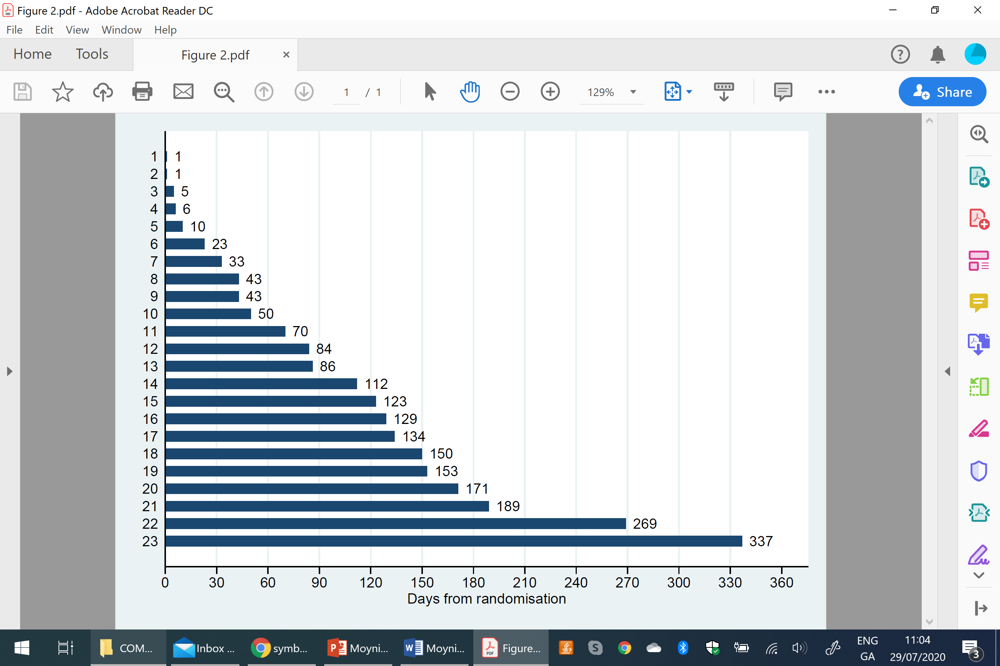 Figure 2.pdf - Adobe Acrobat Reader DC
File Edit View Window Help
Home Tools Figure 2.pdf
1 / 1 129% Share
1 1
2 1
3 5
4 6
5 10
6 23
7 33
8 43
9 43
10 50
11 70
12 84
13 86
14 112
15 123
16 129
17 134
18 150
19 153
20 171
21 189
22 269
23 337
0 30 60 90 120 150 180 210 240 270 300 330 360
Days from randomisation
COM... Inbox ... symb... Moyni... Moyni... Figure... ENG 11:04
GA 29/07/2020 3